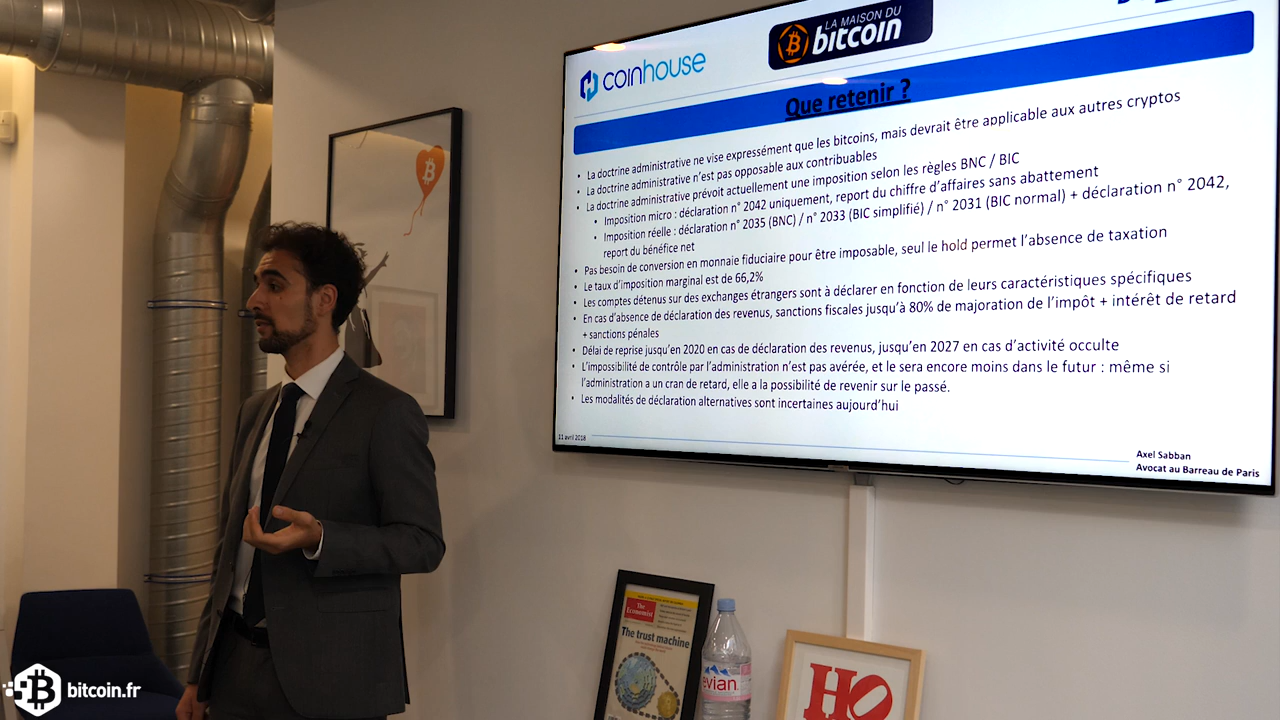 coinhouse
LA MAISON DU
bitcoin
Que retenir ?
• La doctrine administrative ne vise expressément que les bitcoins, mais devrait être applicable aux autres cryptos
• La doctrine administrative n'est pas opposable aux contribuables
• La doctrine administrative prévoit actuellement une imposition selon les règles BNC / BIC
• Imposition micro : déclaration n° 2042 uniquement, report du chiffre d'affaires sans abattement
• Imposition réelle : déclaration n° 2035 (BNC) / n° 2033 (BIC simplifié) / n° 2031 (BIC normal) + déclaration n° 2042,
report du bénéfice net
• Pas besoin de conversion en monnaie fiduciaire pour être imposable, seul le hold permet l'absence de taxation
• Le taux d'imposition marginal est de 66,2%
• Les comptes détenus sur des exchanges étrangers sont à déclarer en fonction de leurs caractéristiques spécifiques
• En cas d'absence de déclaration des revenus, sanctions fiscales jusqu'à 80% de majoration de l'impôt + intérêt de retard
+ sanctions pénales
• Délai de reprise jusqu'en 2020 en cas de déclaration des revenus, jusqu'en 2027 en cas d'activité occulte
• L'impossibilité de contrôle par l'administration n'est pas avérée, et le sera encore moins dans le futur : même si
l'administration a un cran de retard, elle a la possibilité de revenir sur le passé.
• Les modalités de déclaration alternatives sont incertaines aujourd'hui
11 avril 2018
Axel Sabban
Avocat au Barreau de Paris
The
Economist
The trust machine
evian
HO
bitcoin.fr